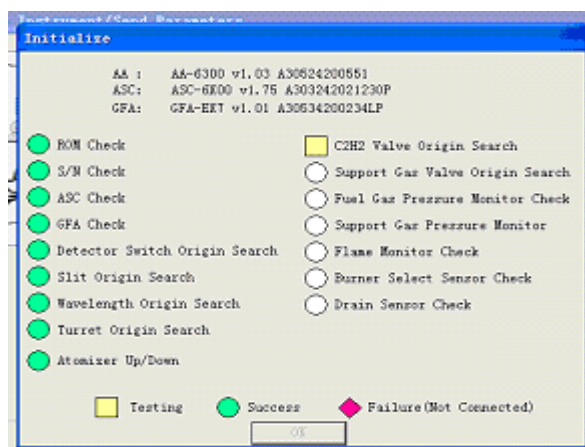 Instrument/Send Parameters
Initialize
AA : AA-6300 v1.03 A30524200551
ASC: ASC-6K00 v1.75 A303242021230P
GFA: GFA-EX7 v1.01 A30534200234LP
ROM Check
S/N Check
ASC Check
GFA Check
Detector Switch Origin Search
Slit Origin Search
Wavelength Origin Search
Turret Origin Search
Atomizer Up/Down
C2H2 Valve Origin Search
Support Gas Valve Origin Search
Fuel Gas Pressure Monitor Check
Support Gas Pressure Monitor
Flame Monitor Check
Burner Select Sensor Check
Drain Sensor Check
Testing
Success
Failure(Not Connected)
OK